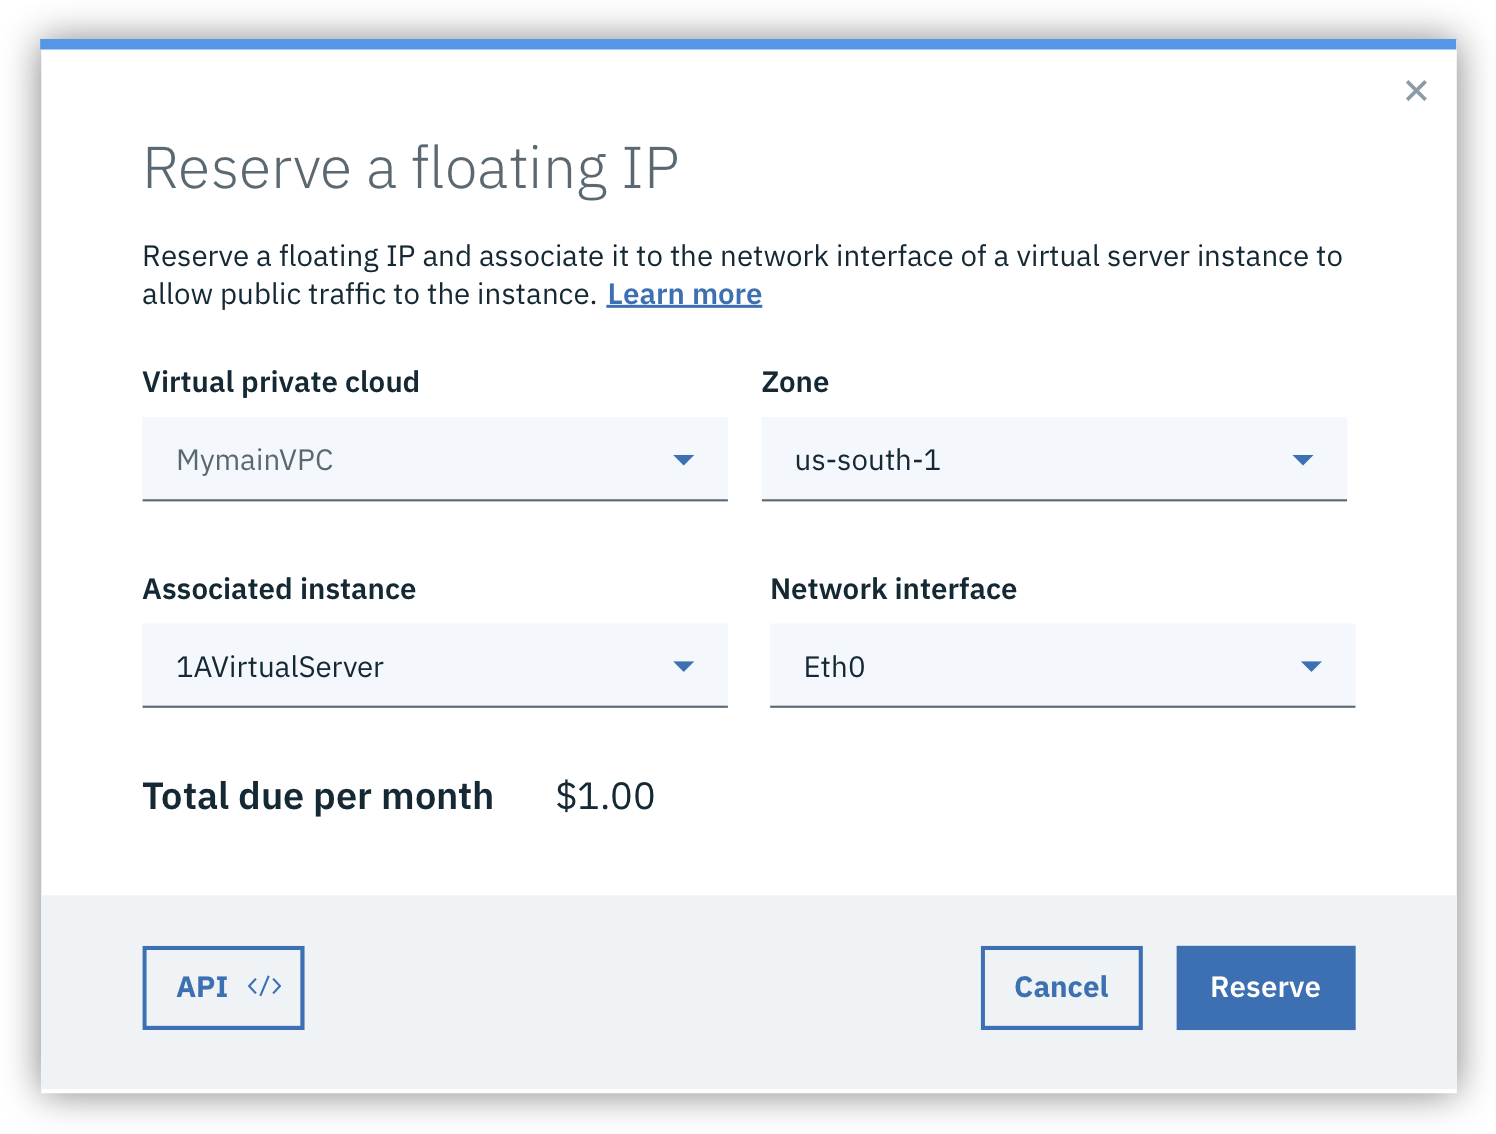 Reserve a floating IP
Reserve a floating IP and associate it to the network interface of a virtual server instance to
allow public traffic to the instance. Learn more
Virtual private cloud
Zone
MymainVPC
us-south-1
Associated instance
Network interface
1AVirtualServer
Eth0
Total due per month $1.00
API </>
Cancel
Reserve